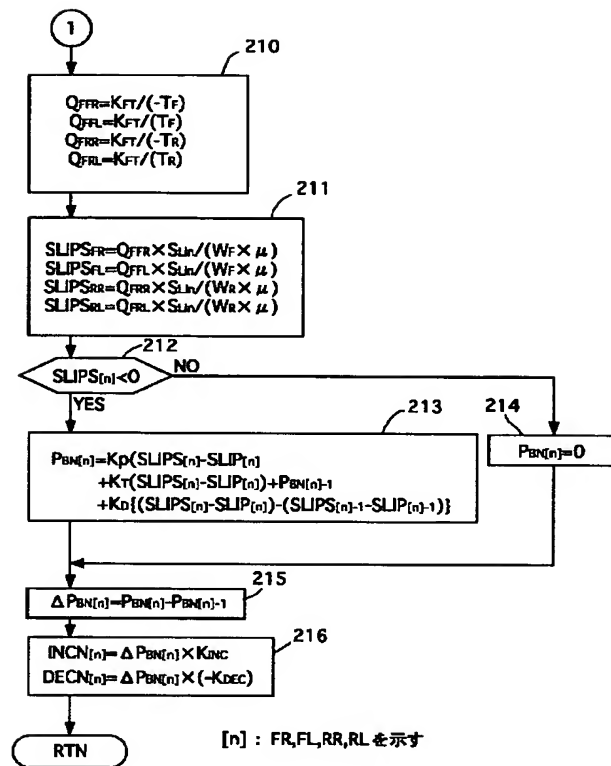 1
210
QFFR=KFT/(-TF)
QFFL=KFT/(TF)
QFRR=KFT/(-TR)
QFRL=KFT/(TR)
211
SLIPSFR=QFFR×SLin/(WF×μ)
SLIPSFL=QFFL×SLin/(WF×μ)
SLIPSRR=QFRR×SLin/(WR×μ)
SLIPSRL=QFRL×SLin/(WR×μ)
212
SLIPS[n]<0
NO
YES
213
PBN[n]=Kp(SLIPS[n]-SLIP[n]
+KT(SLIPS[n]-SLIP[n])+PBN[n]-1
+KD{(SLIPS[n]-SLIP[n])-(SLIPS[n]-1-SLIP[n]-1)}
214
PBN[n]=0
215
ΔPBN[n]=PBN[n]-PBN[n]-1
216
INCN[n]=ΔPBN[n]×KINC
DECN[n]=ΔPBN[n]×(-KDEC)
RTN
[n] : FR,FL,RR,RL を示す